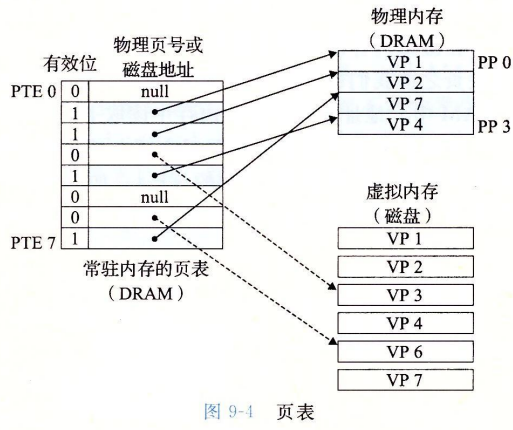 物理内存
（DRAM）
物理页号或
有效位 磁盘地址
PTE 0 0 null
1
1
0
1
0 null
0
PTE 7 1
常驻内存的页表
（DRAM）
VP 1 PP 0
VP 2
VP 7
VP 4 PP 3
虚拟内存
（磁盘）
VP 1
VP 2
VP 3
VP 4
VP 6
VP 7
图 9-4 页表